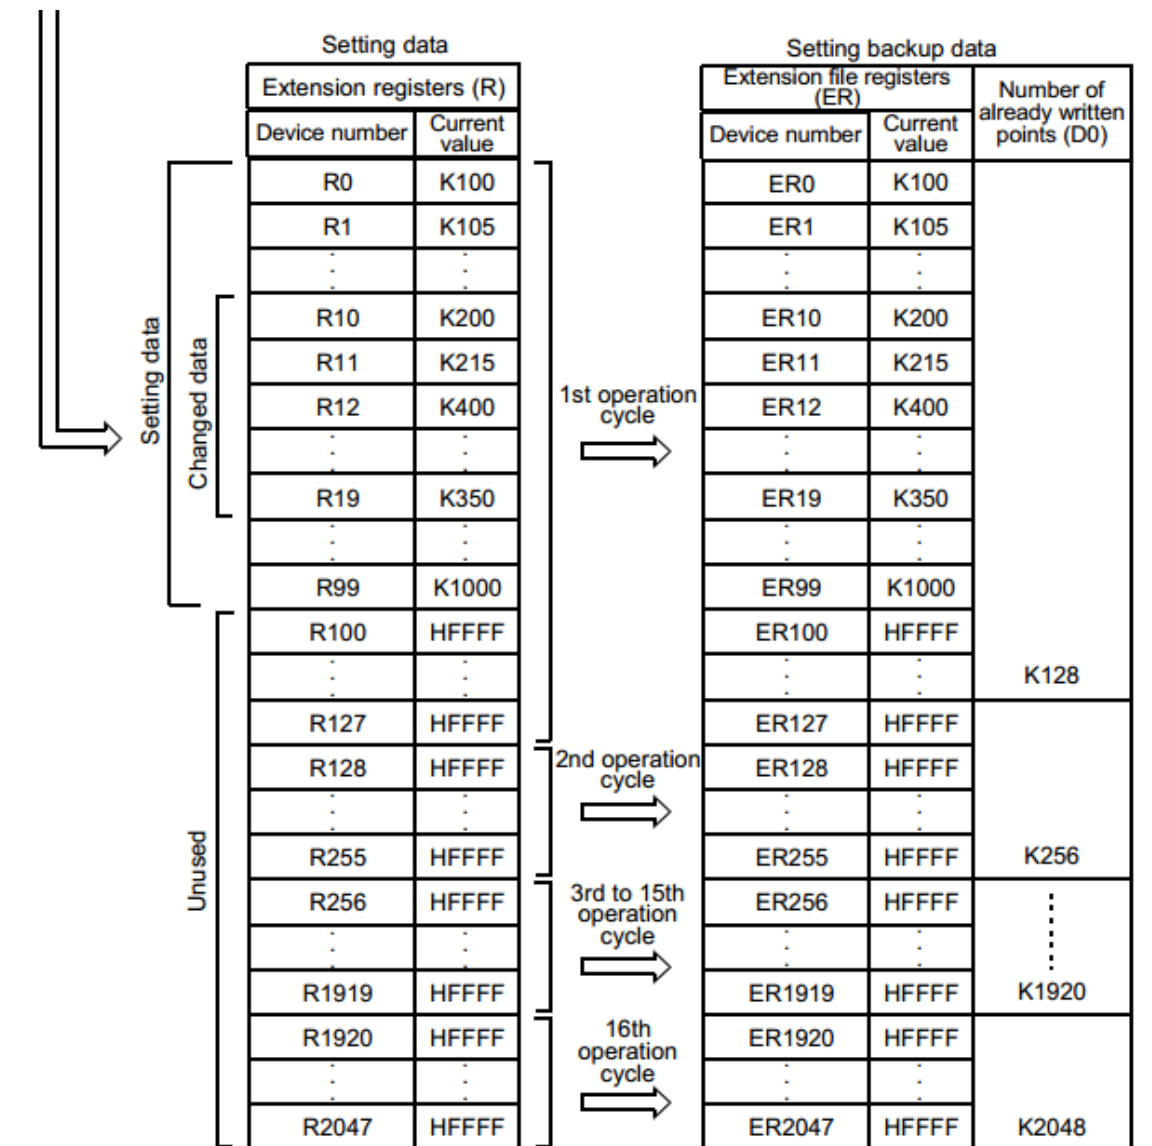 Setting data
Extension registers (R)
Device number
Current
value
R0 K100
R1 K105
R10 K200
R11 K215
R12 K400
R19 K350
R99 K1000
R100 HFFFF
R127 HFFFF
R128 HFFFF
R255 HFFFF
R256 HFFFF
R1919 HFFFF
R1920 HFFFF
R2047 HFFFF
Setting data
Changed data
Unused
1st operation
cycle
2nd operation
cycle
3rd to 15th
operation
cycle
16th
operation
cycle
Setting backup data
Extension file registers
(ER)
Number of
already written
points (D0)
Device number
Current
value
ER0 K100
ER1 K105
ER10 K200
ER11 K215
ER12 K400
ER19 K350
ER99 K1000
ER100 HFFFF
K128
ER127 HFFFF
ER128 HFFFF
ER255 HFFFF K256
ER256 HFFFF
ER1919 HFFFF K1920
ER1920 HFFFF
ER2047 HFFFF K2048